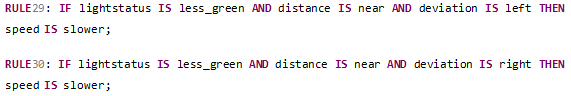 RULE29: IF lightstatus IS less_green AND distance IS near AND deviation IS left THEN
speed IS slower;
RULE30: IF lightstatus IS less_green AND distance IS near AND deviation IS right THEN
speed IS slower;